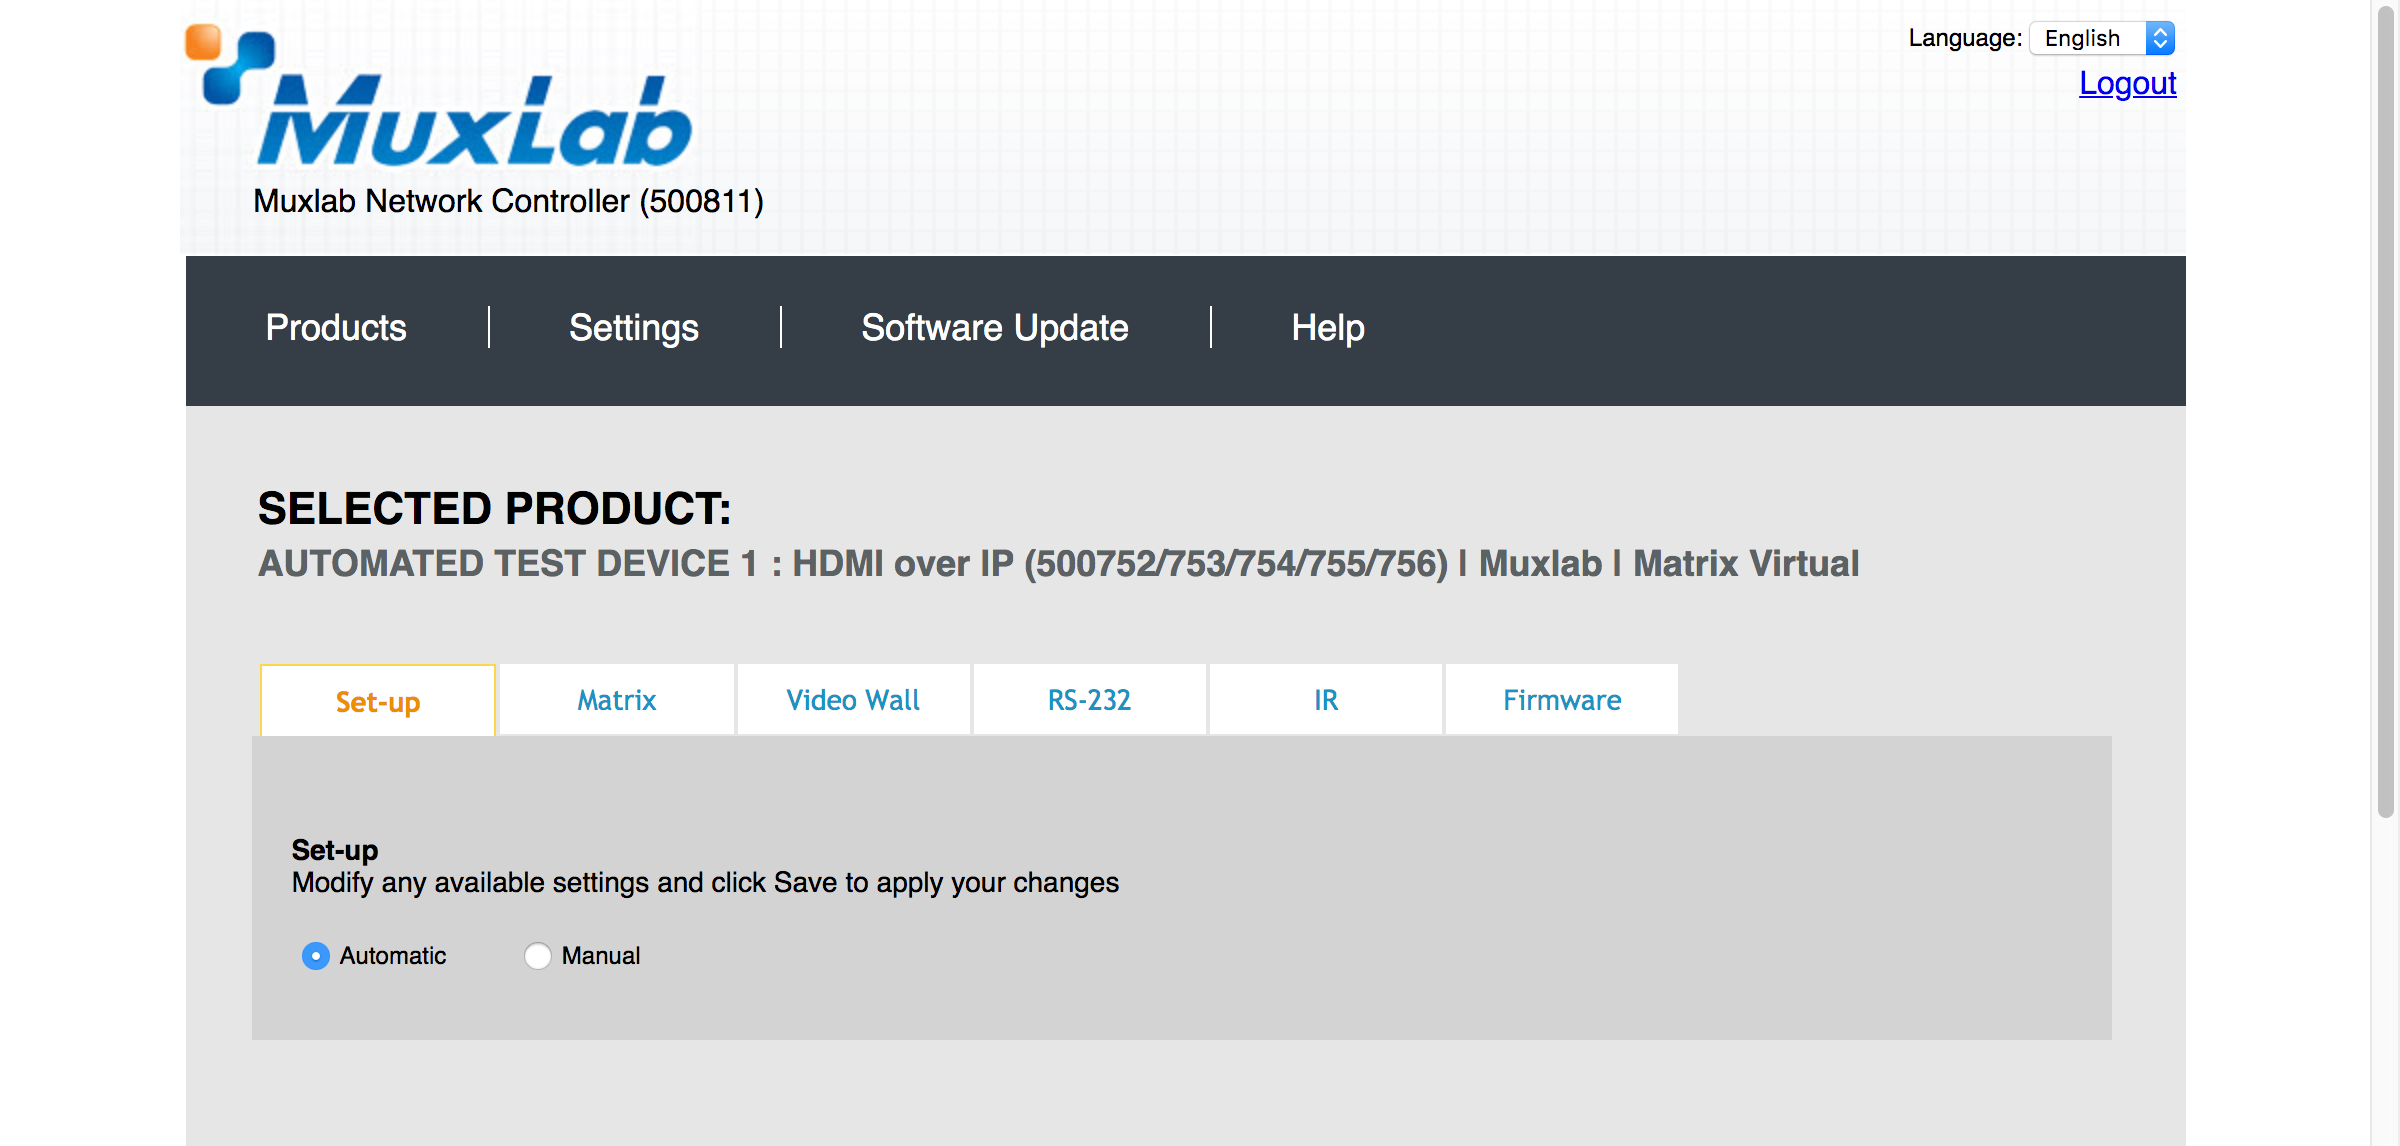 MuxLab
Muxlab Network Controller (500811)
Language: English
Logout
Products
Settings
Software Update
Help
SELECTED PRODUCT:
AUTOMATED TEST DEVICE 1 : HDMI over IP (500752/753/754/755/756) | Muxlab | Matrix Virtual
Set-up
Matrix
Video Wall
RS-232
IR
Firmware
Set-up
Modify any available settings and click Save to apply your changes
Automatic
Manual